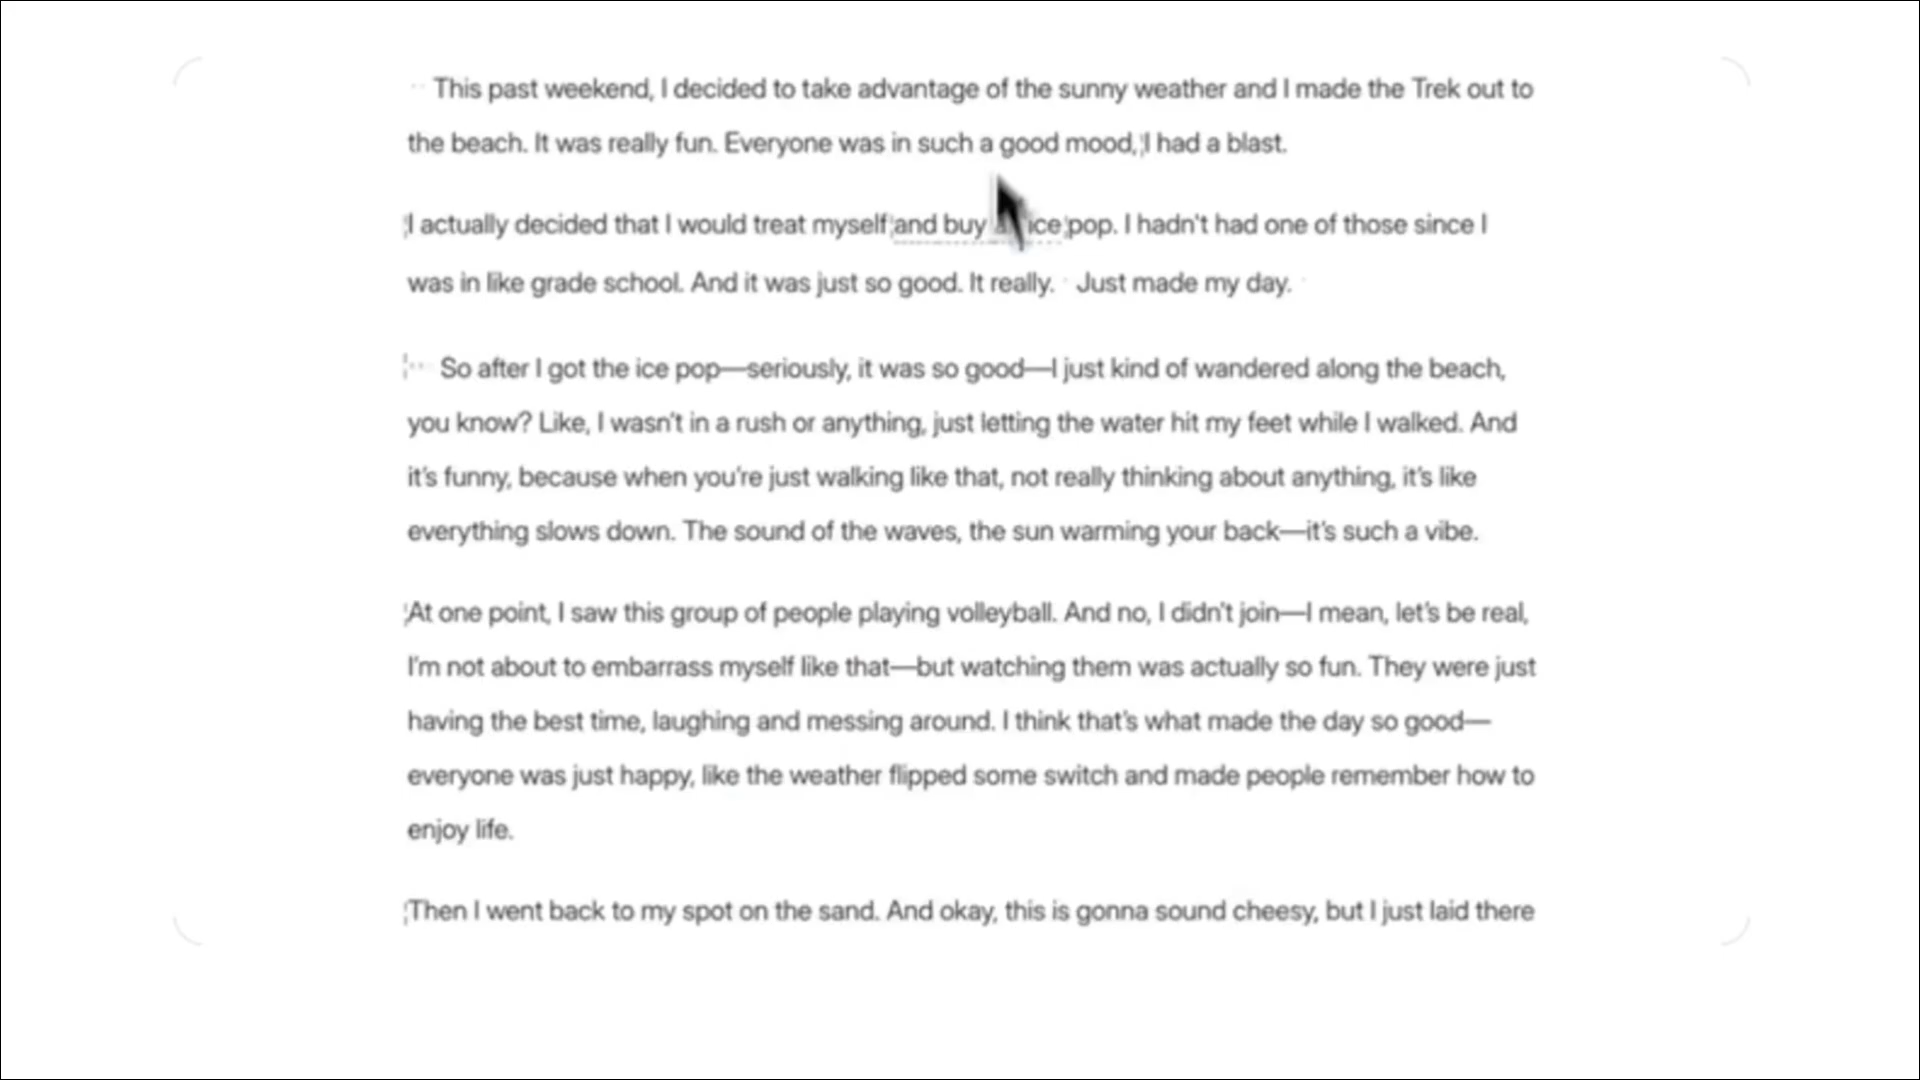 This past weekend, I decided to take advantage of the sunny weather and I made the Trek out to
the beach. It was really fun. Everyone was in such a good mood, I had a blast.
I actually decided that I would treat myself and buy ice pop. I hadn't had one of those since I
was in like grade school. And it was just so good. It really. Just made my day.
So after I got the ice pop—seriously, it was so good—I just kind of wandered along the beach,
you know? Like, I wasn't in a rush or anything, just letting the water hit my feet while I walked. And
it's funny, because when you're just walking like that, not really thinking about anything, it's like
everything slows down. The sound of the waves, the sun warming your back—it's such a vibe.
At one point, I saw this group of people playing volleyball. And no, I didn't join—I mean, let's be real,
I'm not about to embarrass myself like that—but watching them was actually so fun. They were just
having the best time, laughing and messing around. I think that's what made the day so good—
everyone was just happy, like the weather flipped some switch and made people remember how to
enjoy life.
Then I went back to my spot on the sand. And okay, this is gonna sound cheesy, but I just laid there